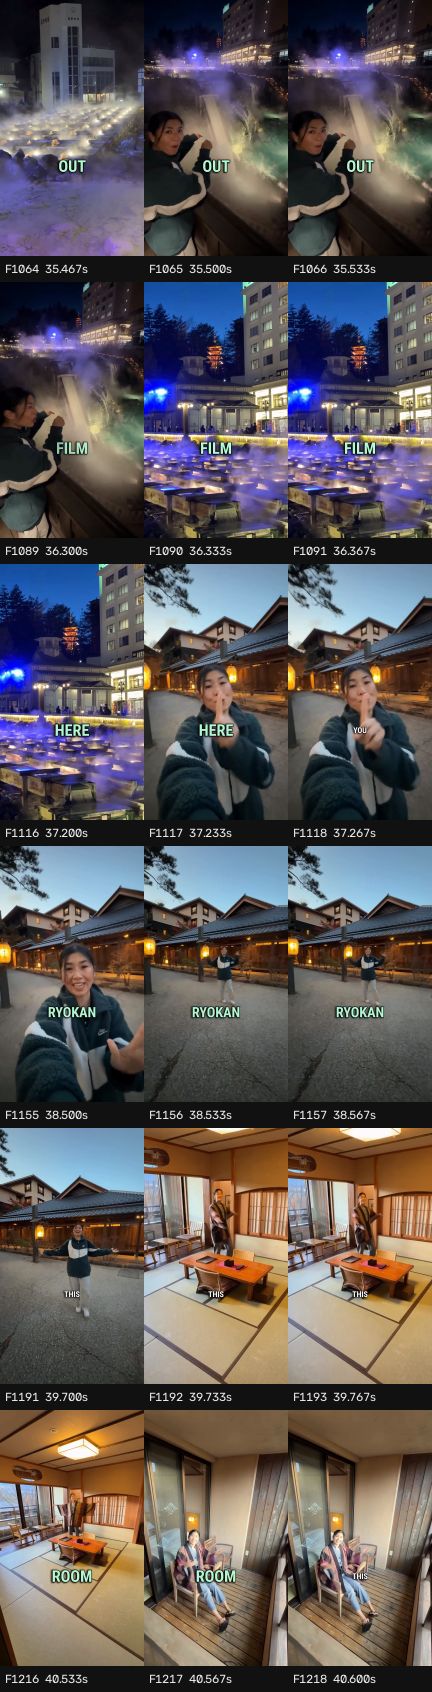 OUT
OUT
OUT
F1064 35.467s
F1065 35.500s
F1066 35.533s
FILM
FILM
FILM
F1089 36.300s
F1090 36.333s
F1091 36.367s
HERE
HERE
YOU
F1116 37.200s
F1117 37.233s
F1118 37.267s
RYOKAN
RYOKAN
RYOKAN
F1155 38.500s
F1156 38.533s
F1157 38.567s
THIS
THIS
THIS
F1191 39.700s
F1192 39.733s
F1193 39.767s
ROOM
ROOM
THIS
F1216 40.533s
F1217 40.567s
F1218 40.600s